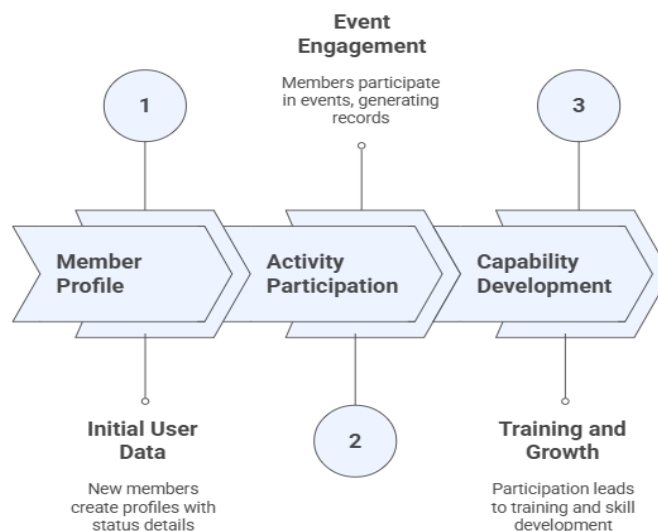 Event
Engagement
Members participate
in events, generating
records
1
3
Member
Profile
Activity
Participation
Capability
Development
2
Initial User
Data
New members
create profiles with
status details
Training and
Growth
Participation leads
to training and skill
development